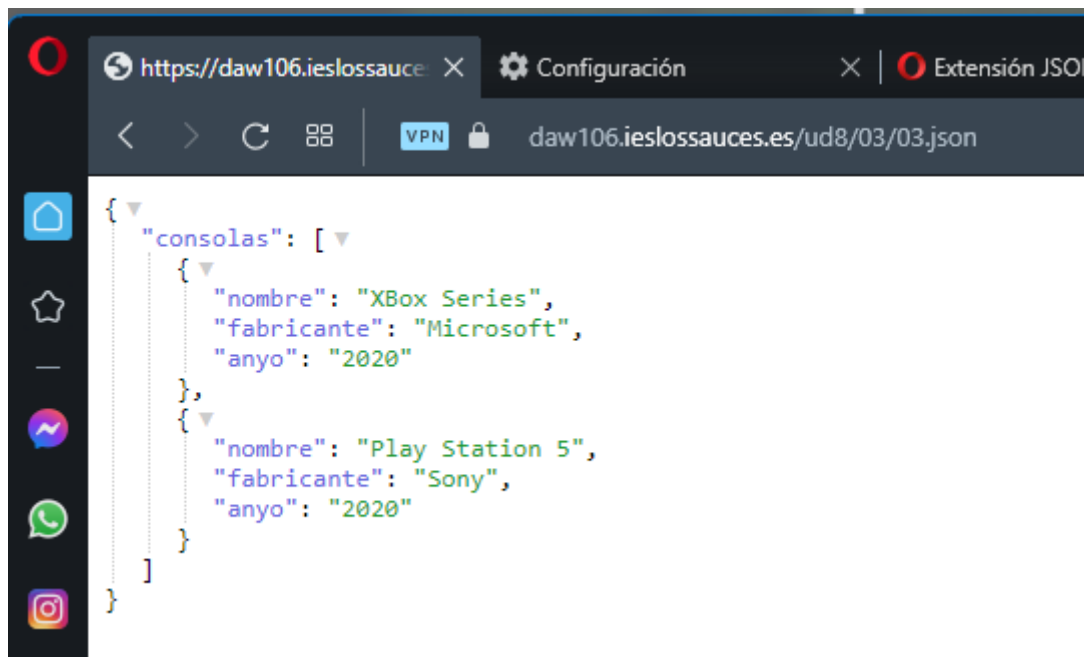 https://daw106.ieslossauce
Configuración
Extensión JSO
VPN
daw106.ieslossauces.es/ud8/03/03.json
{
"consolas": [
{
"nombre": "XBox Series",
"fabricante": "Microsoft",
"anyo": "2020"
},
{
"nombre": "Play Station 5",
"fabricante": "Sony",
"anyo": "2020"
}
]
}